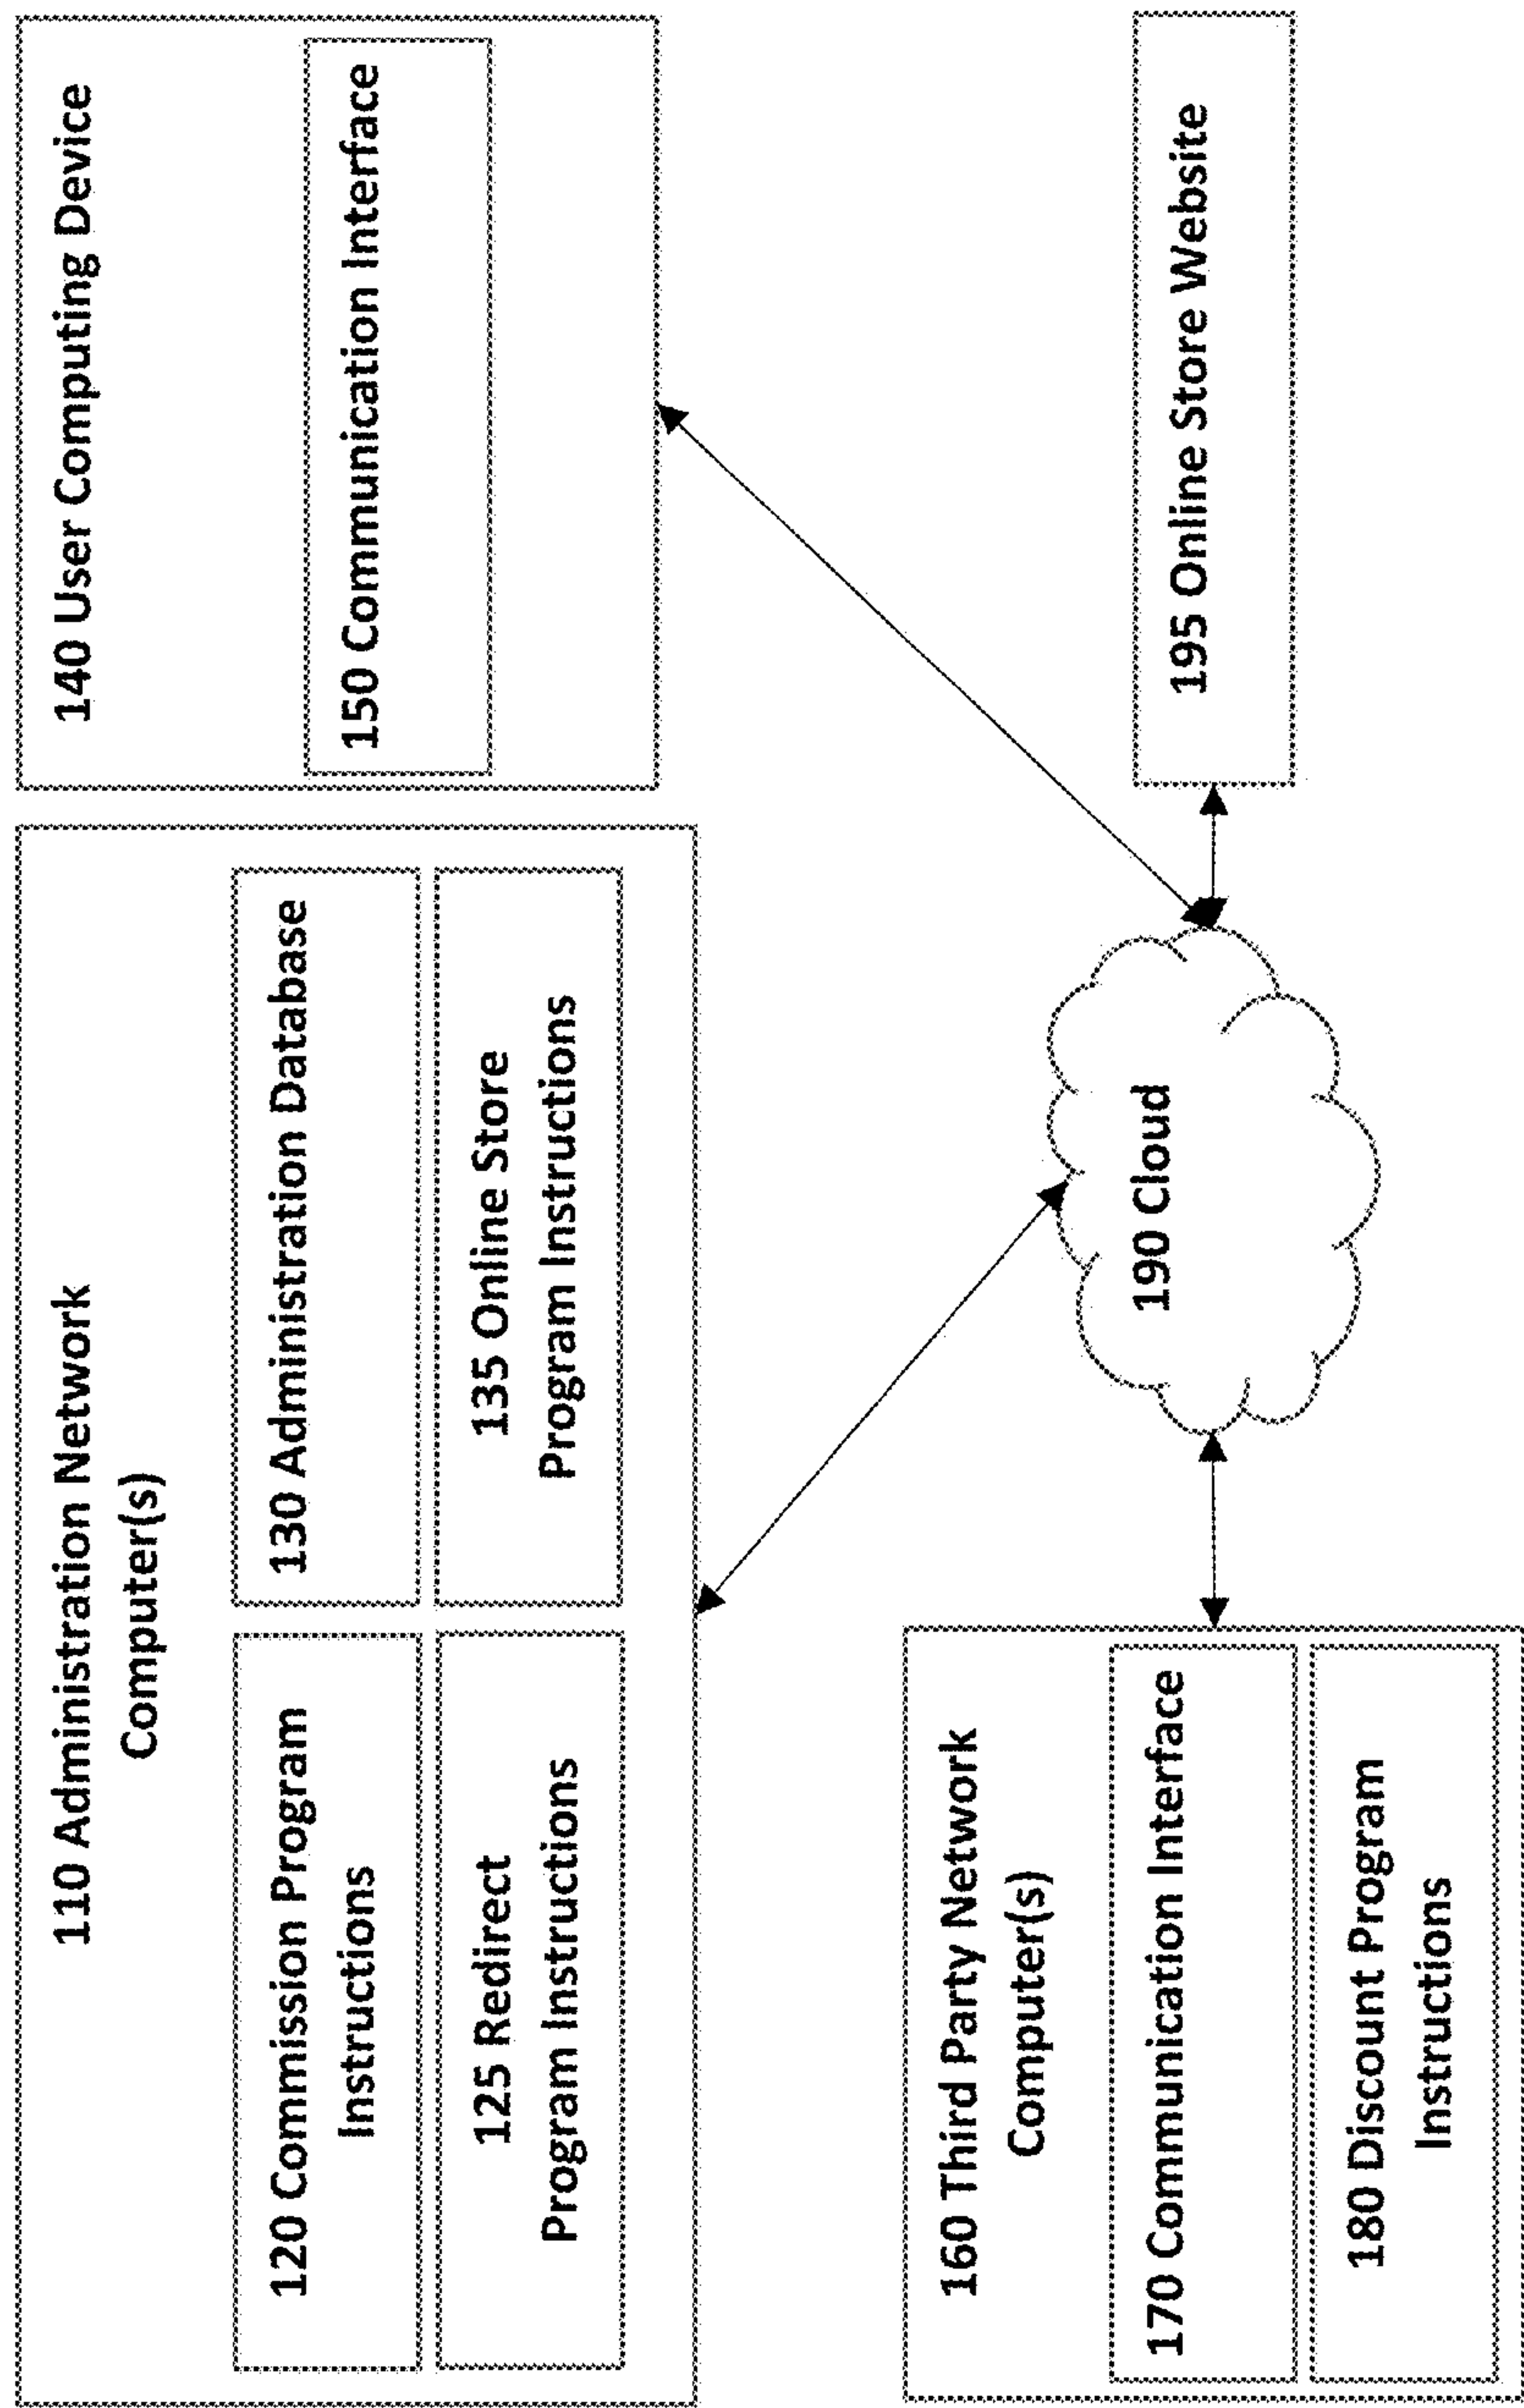 110 Administration Network
Computer(s)
120 Commission Program
Instructions
130 Administration Database
125 Redirect
Program Instructions
135 Online Store
Program Instructions
140 User Computing Device
150 Communication Interface
160 Third Party Network
Computer(s)
170 Communication Interface
180 Discount Program
Instructions
190 Cloud
195 Online Store Website